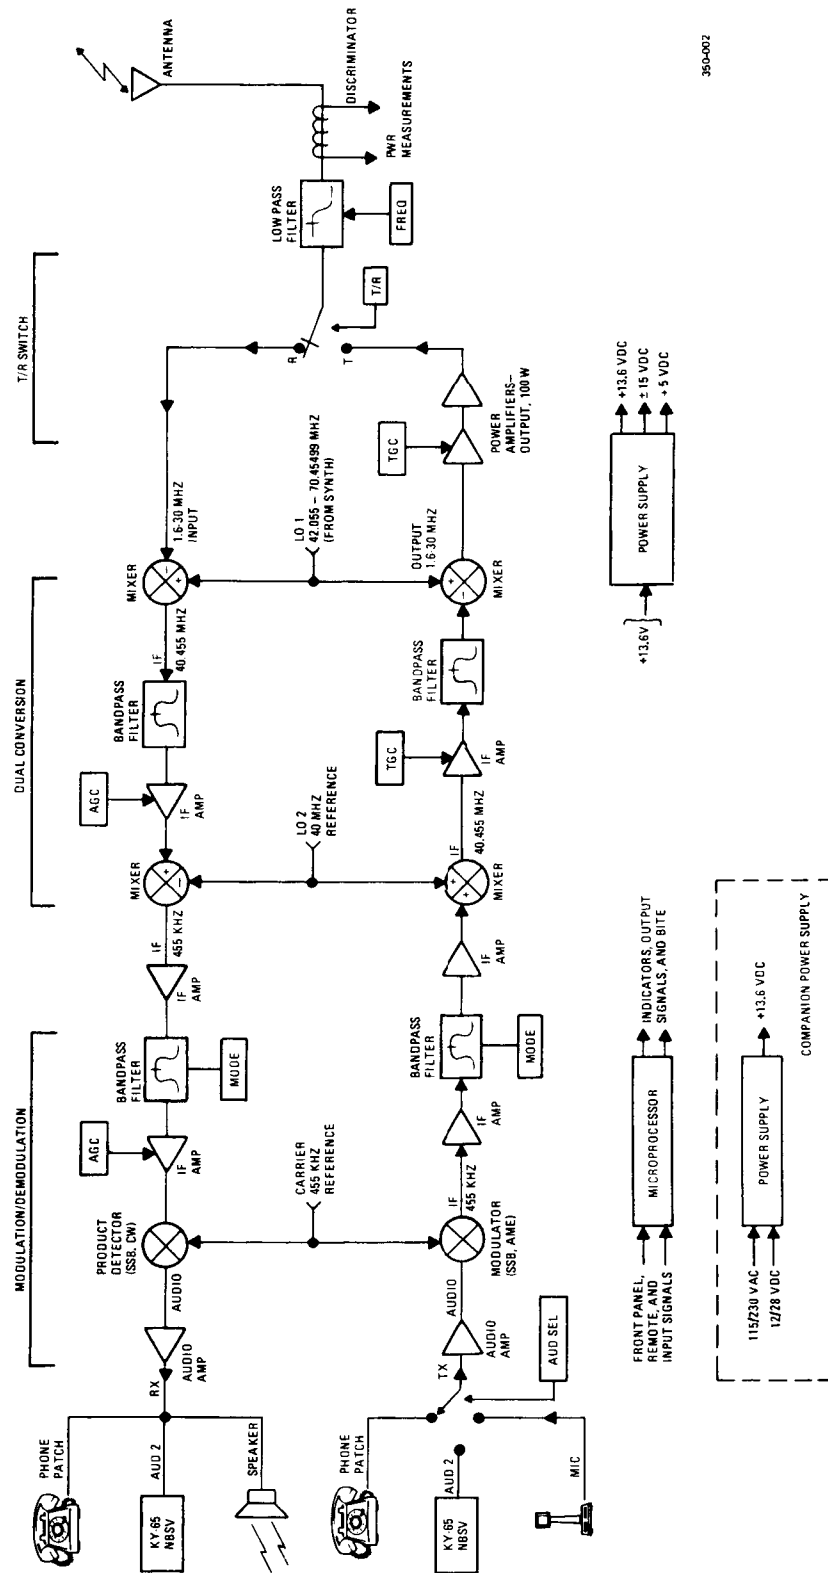 MODULATION/DEMODULATION
DUAL CONVERSION
T/R SWITCH
PHONE
PATCH
KY-65
NBSV
AUD 2
SPEAKER
RX
AUDIO
AMP
AUDIO
PRODUCT
DETECTOR
(SSB, CW)
AGC
IF
AMP
BANDPASS
FILTER
MODE
IF
AMP
IF
455 KHZ
MIXER
AGC
IF
AMP
BANDPASS
FILTER
IF
40.455 MHZ
MIXER
1.6-30 MHZ
INPUT
R
T
T/R
LOW PASS
FILTER
FREQ
PWR
MEASUREMENTS
DISCRIMINATOR
ANTENNA
CARRIER
455 KHZ
REFERENCE
LO 2
40 MHZ
REFERENCE
LO 1
42.055 - 70.45499 MHZ
(FROM SYNTH)
PHONE
PATCH
KY-65
NBSV
AUD 2
MIC
TX
AUD SEL
AUDIO
AMP
AUDIO
MODULATOR
(SSB, AME)
IF
455 KHZ
IF
AMP
BANDPASS
FILTER
MODE
IF
AMP
MIXER
IF
40.455 MHZ
TGC
IF
AMP
BANDPASS
FILTER
MIXER
OUTPUT
1.6-30 MHZ
TGC
POWER
AMPLIFIERS-
OUTPUT, 100W
FRONT PANEL,
REMOTE, AND
INPUT SIGNALS
MICROPROCESSOR
INDICATORS, OUTPUT
SIGNALS, AND BITE
+13.6V
POWER SUPPLY
+13.6 VDC
±15 VDC
+5 VDC
115/230 VAC
12/28 VDC
POWER SUPPLY
+13.6 VDC
COMPANION POWER SUPPLY
350-002